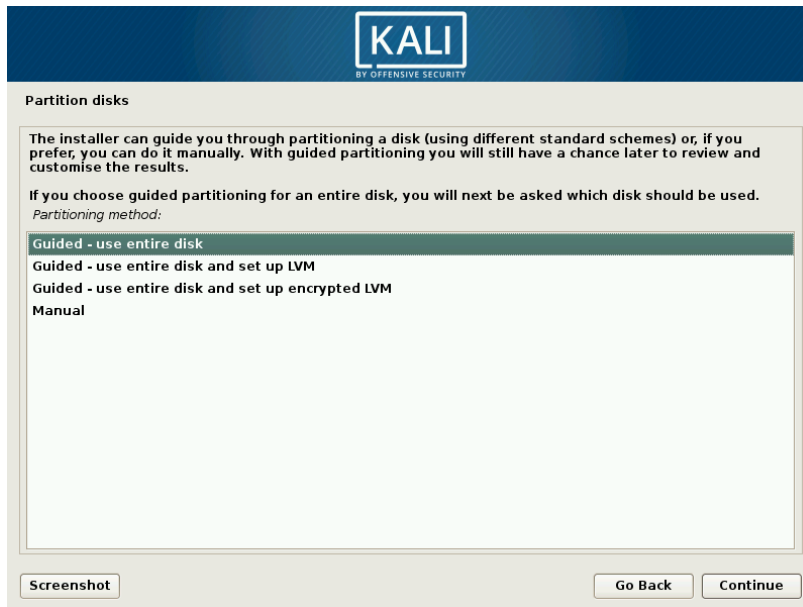 KALI
BY OFFENSIVE SECURITY
Partition disks
The installer can guide you through partitioning a disk (using different standard schemes) or, if you
prefer, you can do it manually. With guided partitioning you will still have a chance later to review and
customise the results.
If you choose guided partitioning for an entire disk, you will next be asked which disk should be used.
Partitioning method:
Guided - use entire disk
Guided - use entire disk and set up LVM
Guided - use entire disk and set up encrypted LVM
Manual
Screenshot
Go Back
Continue